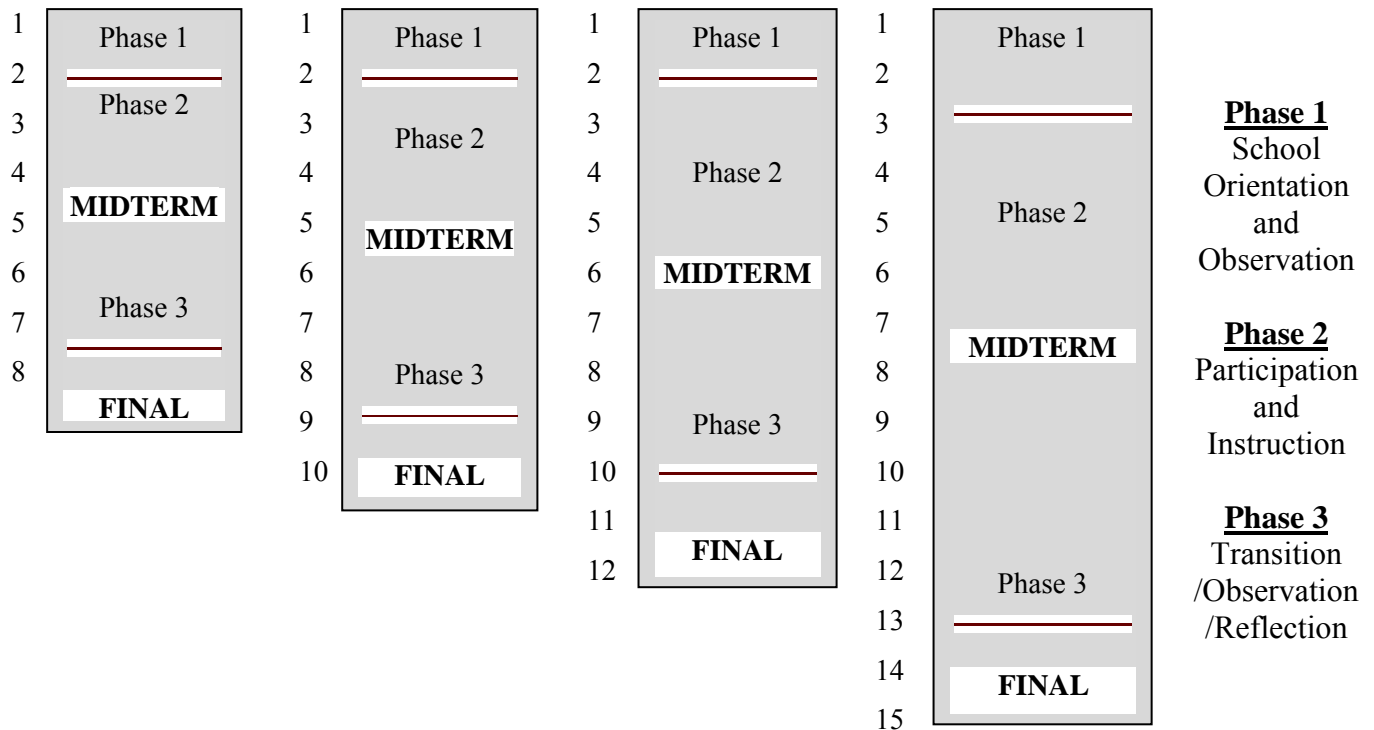 1
2
3
4
5
6
7
8
Phase 1
Phase 2
MIDTERM
Phase 3
FINAL
1
2
3
4
5
6
7
8
9
10
Phase 1
Phase 2
MIDTERM
Phase 3
FINAL
1
2
3
4
5
6
7
8
9
10
11
12
Phase 1
Phase 2
MIDTERM
Phase 3
FINAL
1
2
3
4
5
6
7
8
9
10
11
12
13
14
15
Phase 1
Phase 2
MIDTERM
Phase 3
FINAL
Phase 1
School
Orientation
and
Observation
Phase 2
Participation
and
Instruction
Phase 3
Transition
/Observation
/Reflection